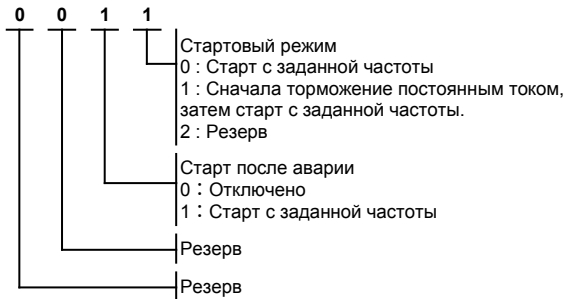 0 0 1 1
Стартовый режим
0 : Старт с заданной частоты
1 : Сначала торможение постоянным током,
затем старт с заданной частоты.
2 : Резерв
Старт после аварии
0：Отключено
1：Старт с заданной частоты
Резерв
Резерв